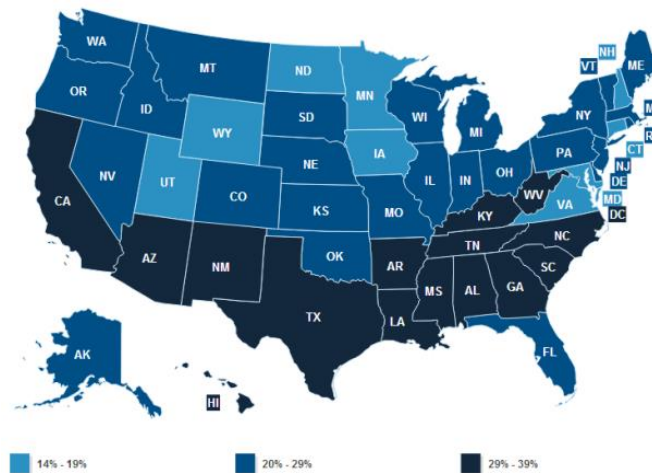 WA
NH
VT
ME
MT
ND
MN
OR
ID
SD
WI
NY
WY
MI
CT
PA
IA
NE
NJ
NV
OH
DE
IL
IN
UT
CO
MD
WV
VA
CA
KS
MO
DC
KY
NC
TN
OK
AZ
NM
AR
SC
MS
AL
GA
TX
LA
AK
FL
HI
14% - 19%
20% - 29%
29% - 39%